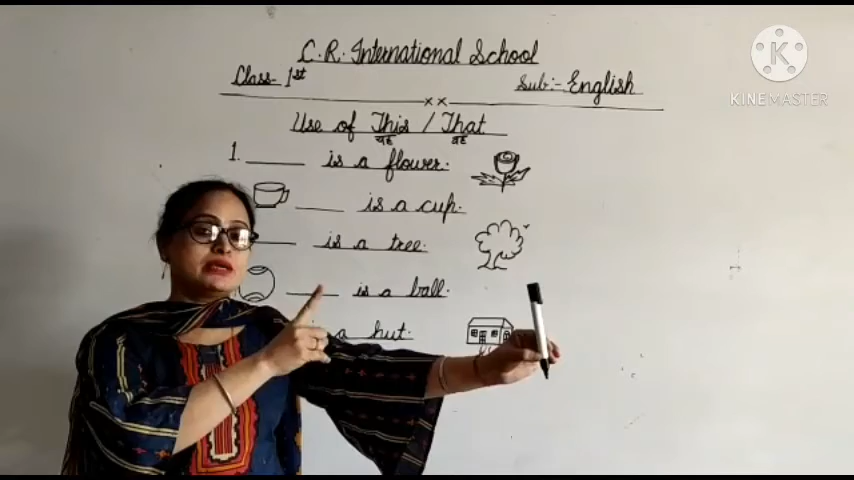 C.R. International School
Class- 1st
Sub:- English
Use of This / That
यह वह
1. ______ is a flower.
______ is a cup.
______ is a tree.
______ is a ball.
a hut.
KINEMASTER